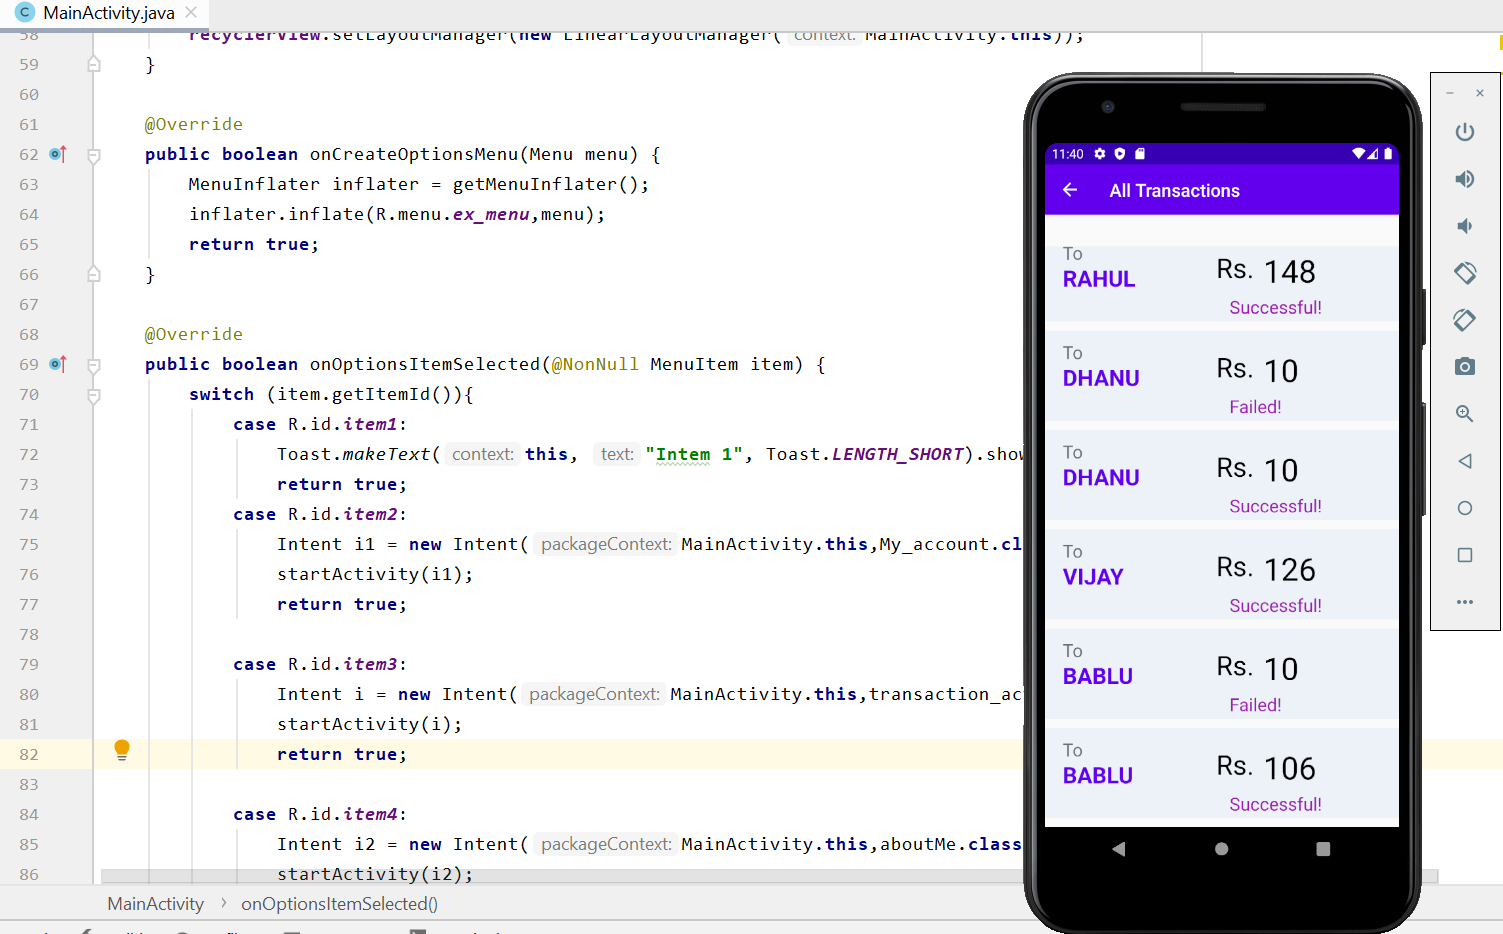 MainActivity.java
58 recyclerView.setLayoutManager(new LinearLayoutManager( context: MainActivity.this));
59 }
60
61 @Override
62 public boolean onCreateOptionsMenu(Menu menu) {
63 MenuInflater inflater = getMenuInflater();
64 inflater.inflate(R.menu.ex_menu,menu);
65 return true;
66 }
67
68 @Override
69 public boolean onOptionsItemSelected(@NonNull MenuItem item) {
70 switch (item.getItemId()){
71 case R.id.item1:
72 Toast.makeText( context: this, text: "Intem 1", Toast.LENGTH_SHORT).show
73 return true;
74 case R.id.item2:
75 Intent i1 = new Intent( packageContext: MainActivity.this,My_account.cl
76 startActivity(i1);
77 return true;
78
79 case R.id.item3:
80 Intent i = new Intent( packageContext: MainActivity.this,transaction_ac
81 startActivity(i);
82 return true;
83
84 case R.id.item4:
85 Intent i2 = new Intent( packageContext: MainActivity.this,aboutMe.class
86 startActivity(i2);
MainActivity › onOptionsItemSelected()
11:40
All Transactions
To
RAHUL Rs. 148
Successful!
To
DHANU Rs. 10
Failed!
To
DHANU Rs. 10
Successful!
To
VIJAY Rs. 126
Successful!
To
BABLU Rs. 10
Failed!
To
BABLU Rs. 106
Successful!